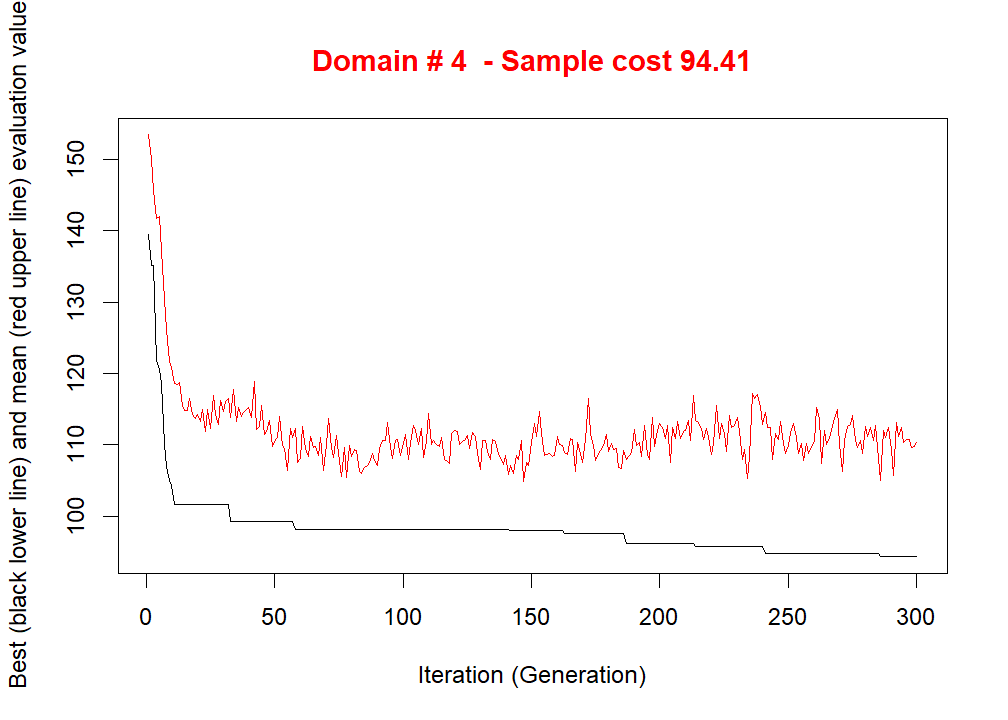 Domain # 4  - Sample cost 94.41
Best (black lower line) and mean (red upper line) evaluation value
150
140
130
120
110
100
0 50 100 150 200 250 300
Iteration (Generation)